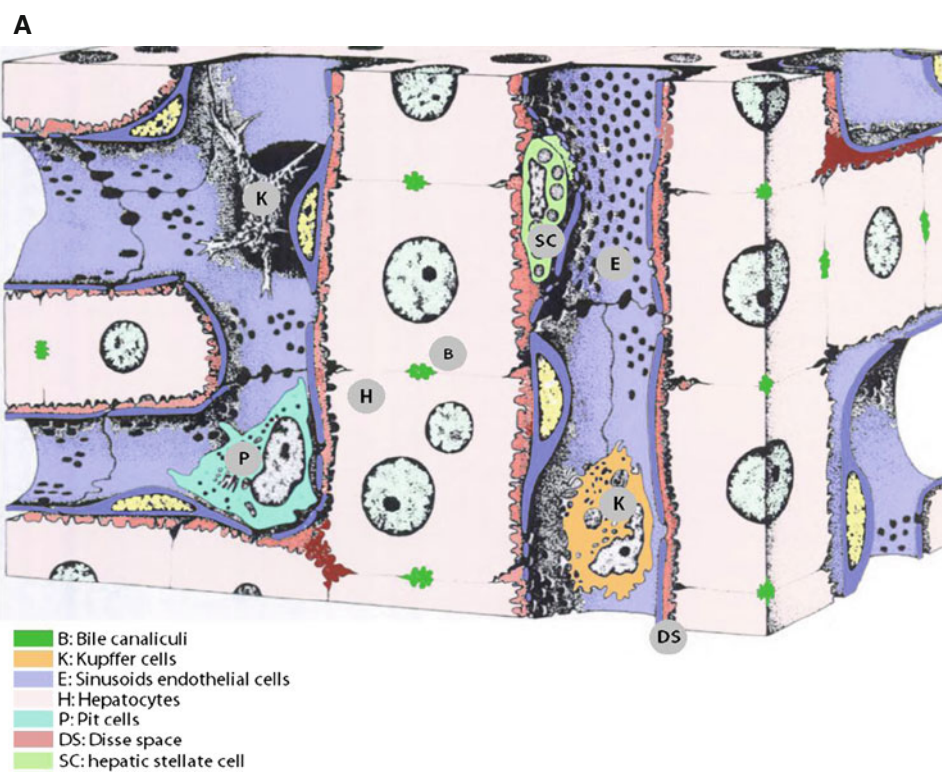 A
K
SC
E
B
H
P
K
DS
B: Bile canaliculi
K: Kupffer cells
E: Sinusoids endothelial cells
H: Hepatocytes
P: Pit cells
DS: Disse space
SC: hepatic stellate cell